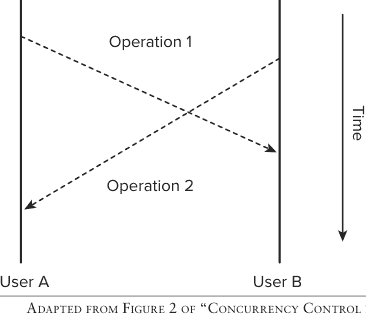 Operation 1
Time
Operation 2
User A
User B
Adapted from Figure 2 of “Concurrency Control